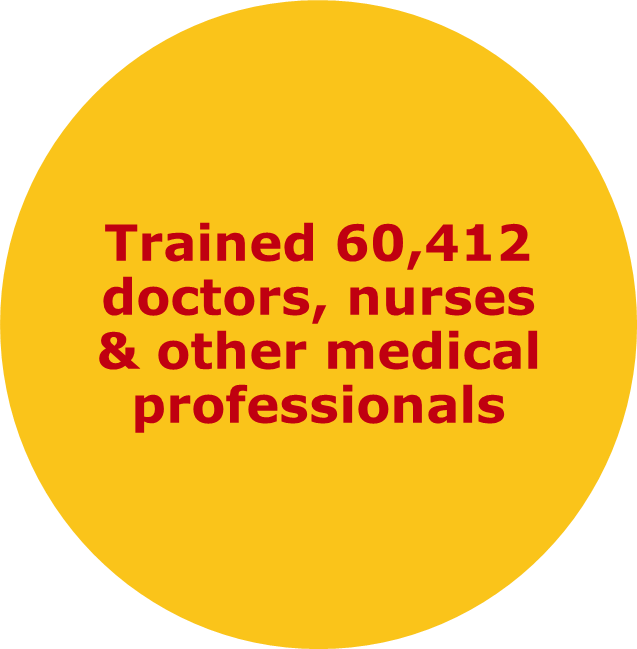 Trained 60,412
doctors, nurses
& other medical
professionals